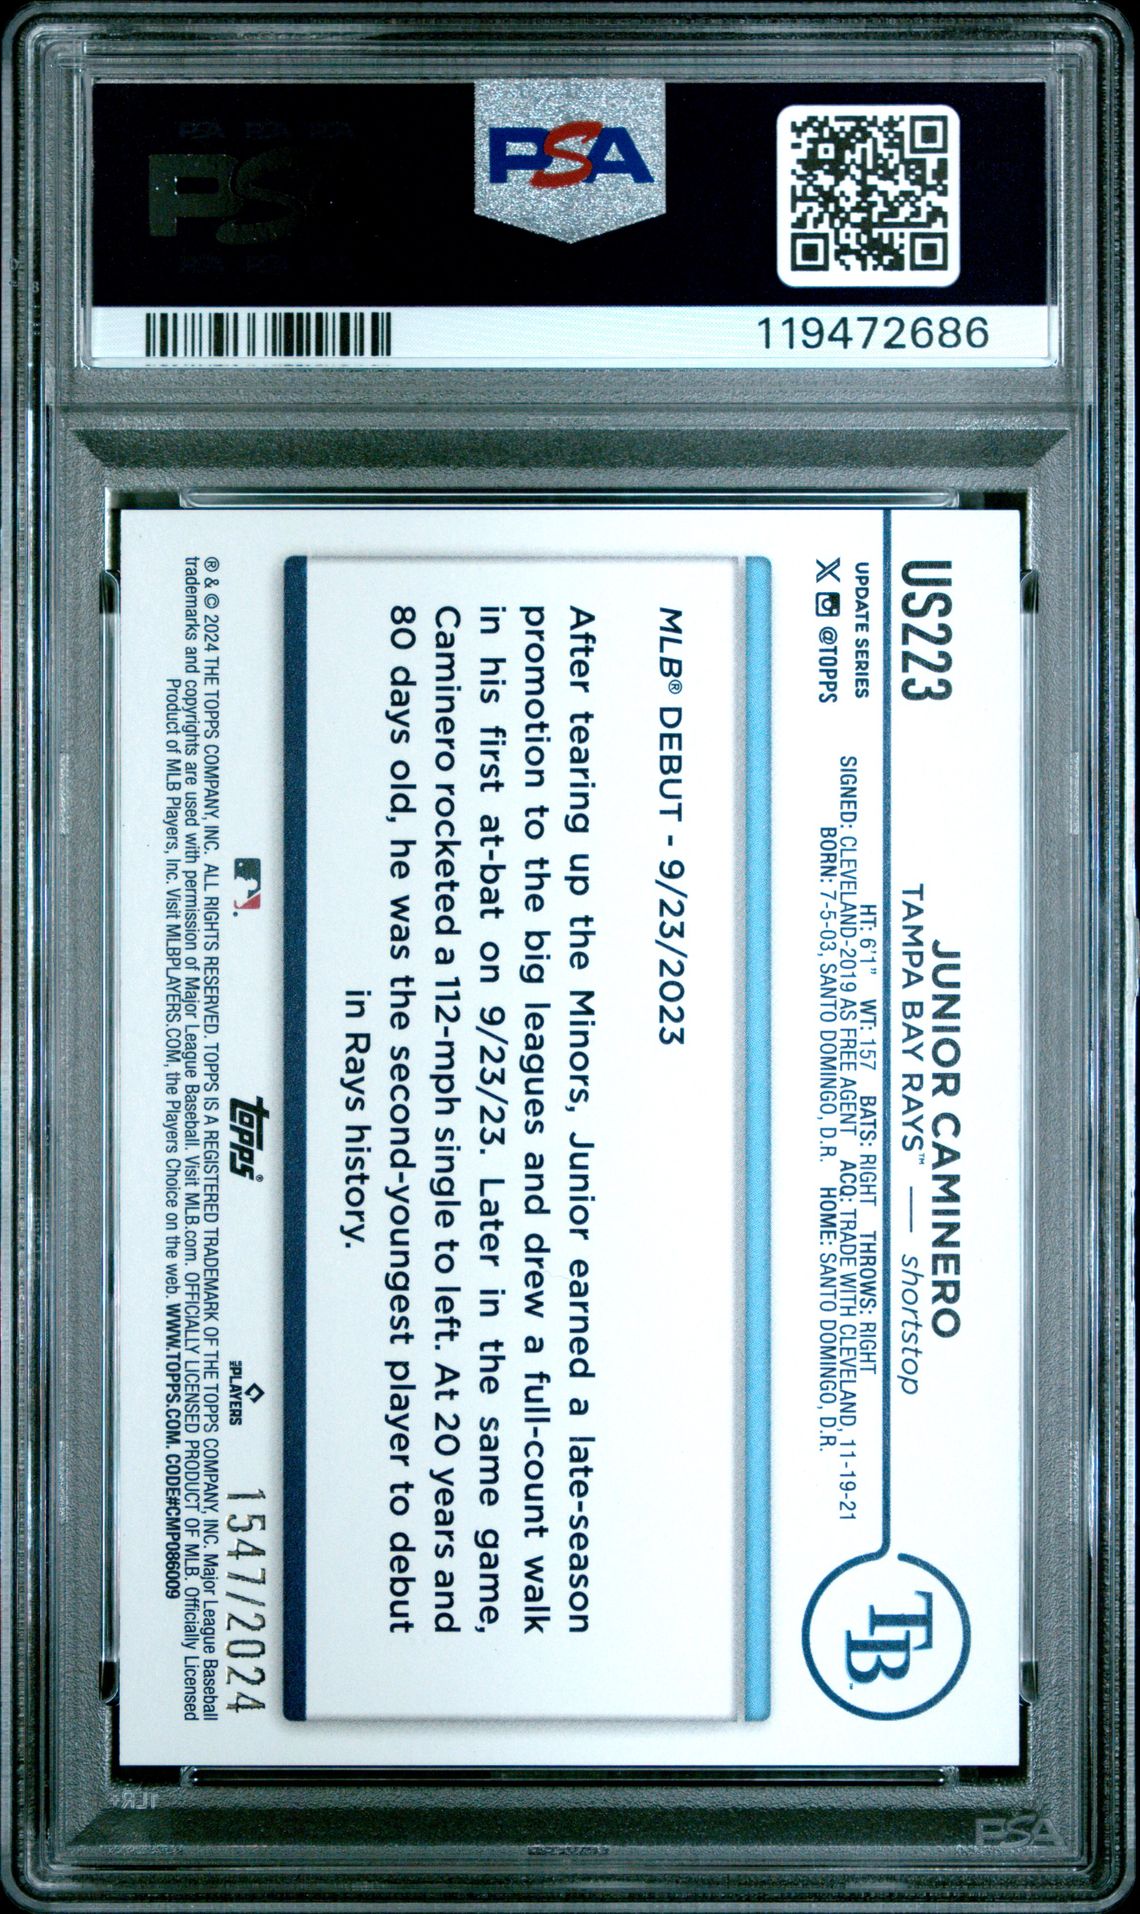 PSA
119472686
US223
JUNIOR CAMINERO
TAMPA BAY RAYS™ — shortstop
UPDATE SERIES
@TOPPS
HT: 6'1" WT: 157 BATS: RIGHT THROWS: RIGHT
SIGNED: CLEVELAND-2019 AS FREE AGENT ACQ: TRADE WITH CLEVELAND, 11-19-21
BORN: 7-5-03, SANTO DOMINGO, D.R. HOME: SANTO DOMINGO, D.R.
TB
MLB® DEBUT - 9/23/2023
After tearing up the Minors, Junior earned a late-season
promotion to the big leagues and drew a full-count walk
in his first at-bat on 9/23/23. Later in the same game,
Caminero rocketed a 112-mph single to left. At 20 years and
80 days old, he was the second-youngest player to debut
in Rays history.
topps®
MLB PLAYERS
1547/2024
® & © 2024 THE TOPPS COMPANY, INC. ALL RIGHTS RESERVED. TOPPS IS A REGISTERED TRADEMARK OF THE TOPPS COMPANY, INC. Major League Baseball
trademarks and copyrights are used with permission of Major League Baseball. Visit MLB.com. OFFICIALLY LICENSED PRODUCT OF MLB. Officially Licensed
Product of MLB Players, Inc. Visit MLBPLAYERS.COM, the Players Choice on the web. WWW.TOPPS.COM. CODE#CMP086009
PSA